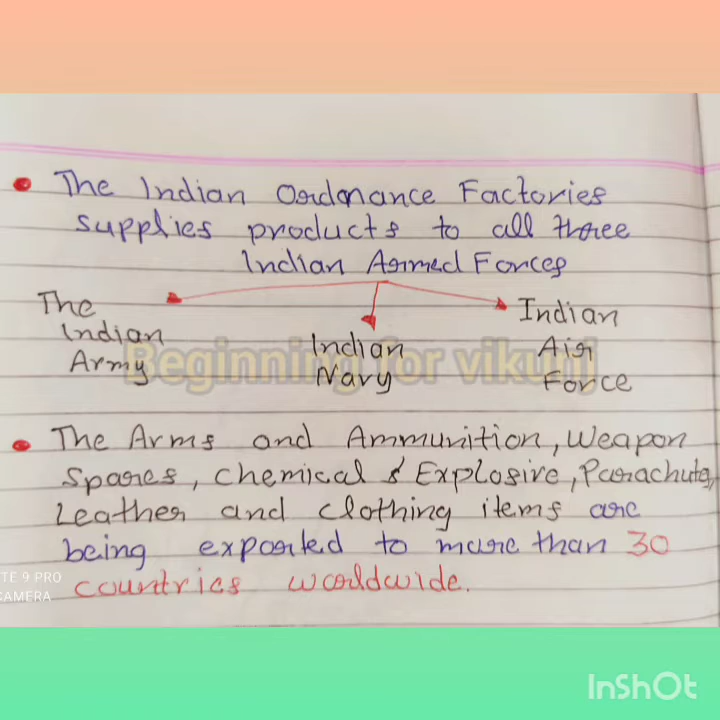 The Indian Ordnance Factories
supplies products to all three
Indian Armed Forces
The
Indian
Army
Indian
Navy
Indian
Air
Force
Beginning for vikunj
The Arms and Ammunition, Weapon
Spares, Chemical & Explosive, Parachute,
Leather and clothing items are
being exported to more than 30
countries worldwide.
TE 9 PRO
CAMERA
InShOt